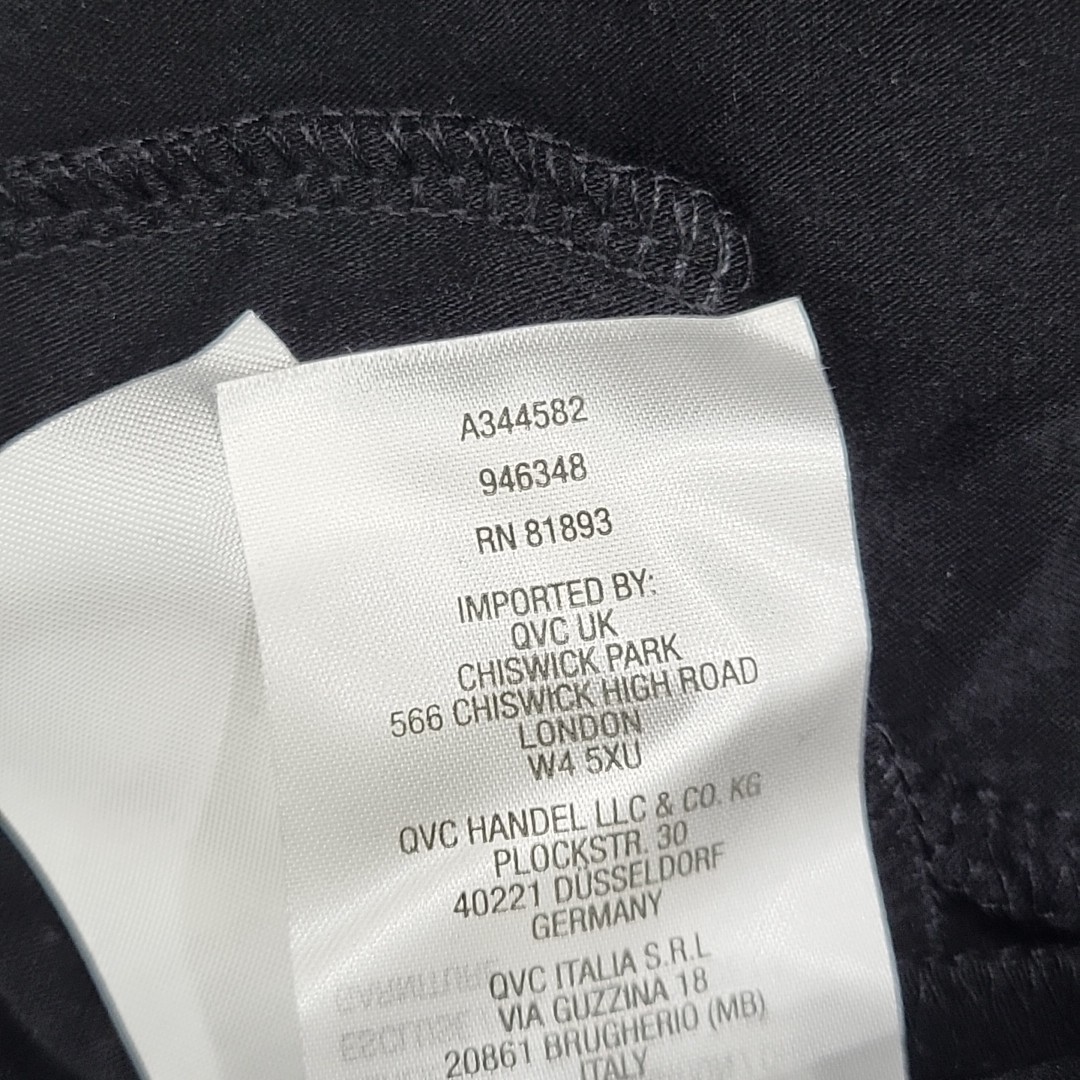 A344582
946348
RN 81893
IMPORTED BY:
QVC UK
CHISWICK PARK
566 CHISWICK HIGH ROAD
LONDON
W4 5XU
QVC HANDEL LLC & CO. KG
PLOCKSTR. 30
40221 DÜSSELDORF
GERMANY
QVC ITALIA S.R.L
VIA GUZZINA 18
20861 BRUGHERIO (MB)
ITALY